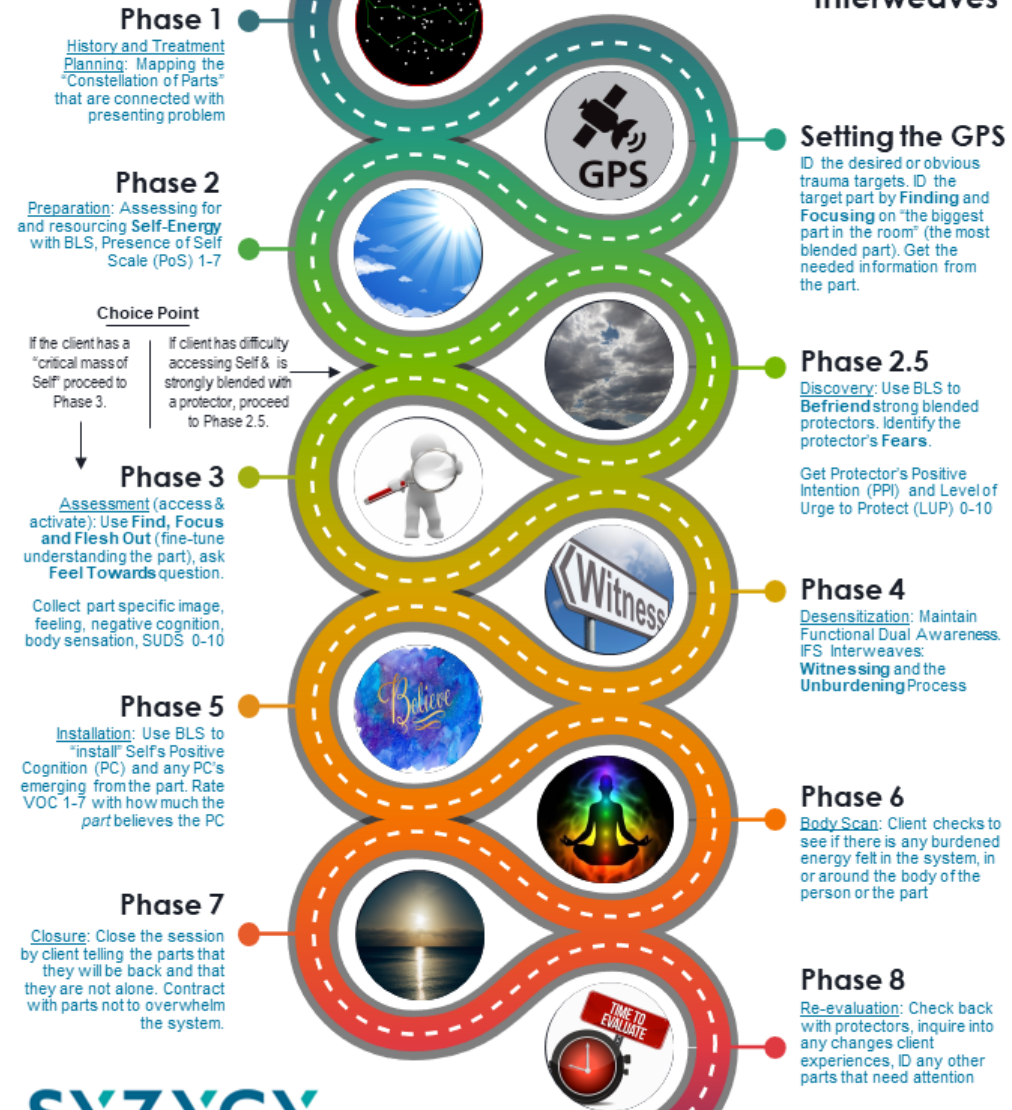 Interweaves
Phase 1
History and Treatment
Planning: Mapping the
“Constellation of Parts”
that are connected with
presenting problem
GPS
Setting the GPS
ID the desired or obvious
trauma targets. ID the
target part by Finding and
Focusing on “the biggest
part in the room” (the most
blended part). Get the
needed information from
the part.
Phase 2
Preparation: Assessing for
and resourcing Self-Energy
with BLS, Presence of Self
Scale (PoS) 1-7
Choice Point
If the client has a
“critical mass of
Self” proceed to
Phase 3.
If client has difficulty
accessing Self & is
strongly blended with
a protector, proceed
to Phase 2.5.
Phase 2.5
Discovery: Use BLS to
Befriend strong blended
protectors. Identify the
protector’s Fears.
Get Protector’s Positive
Intention (PPI) and Level of
Urge to Protect (LUP) 0-10
Phase 3
Assessment (access &
activate): Use Find, Focus
and Flesh Out (fine-tune
understanding the part), ask
Feel Towards question.
Collect part specific image,
feeling, negative cognition,
body sensation, SUDS 0-10
Witness
Phase 4
Desensitization: Maintain
Functional Dual Awareness.
IFS Interweaves:
Witnessing and the
Unburdening Process
Phase 5
Installation: Use BLS to
“install” Self’s Positive
Cognition (PC) and any PC’s
emerging from the part. Rate
VOC 1-7 with how much the
part believes the PC
Believe
Phase 6
Body Scan: Client checks to
see if there is any burdened
energy felt in the system, in
or around the body of the
person or the part
Phase 7
Closure: Close the session
by client telling the parts that
they will be back and that
they are not alone. Contract
with parts not to overwhelm
the system.
TIME TO
EVALUATE
Phase 8
Re-evaluation: Check back
with protectors, inquire into
any changes client
experiences, ID any other
parts that need attention
SYZYGY